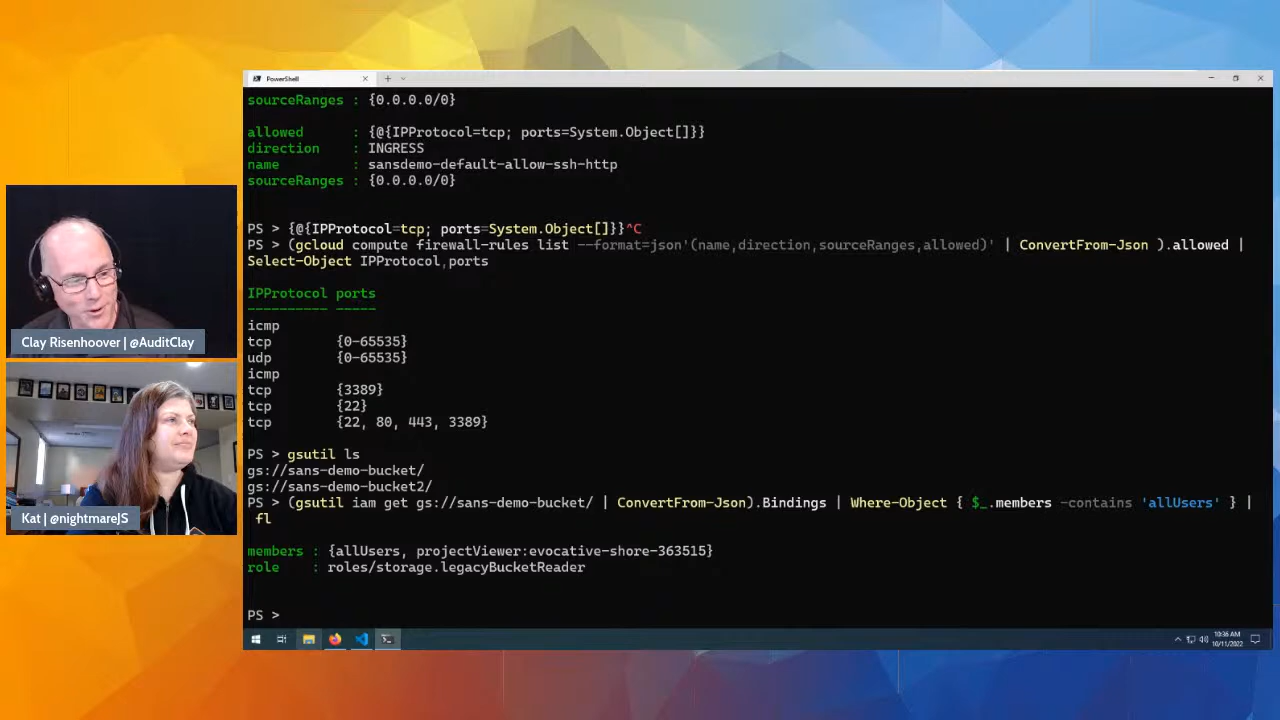 PowerShell
sourceRanges : {0.0.0.0/0}
allowed : {@{IPProtocol=tcp; ports=System.Object[]}}
direction : INGRESS
name : sansdemo-default-allow-ssh-http
sourceRanges : {0.0.0.0/0}
PS > {@{IPProtocol=tcp; ports=System.Object[]}}^C
PS > (gcloud compute firewall-rules list --format=json'(name,direction,sourceRanges,allowed)' | ConvertFrom-Json ).allowed |
Select-Object IPProtocol,ports
IPProtocol ports
---------- -----
icmp
tcp {0-65535}
udp {0-65535}
icmp
tcp {3389}
tcp {22}
tcp {22, 80, 443, 3389}
PS > gsutil ls
gs://sans-demo-bucket/
gs://sans-demo-bucket2/
PS > (gsutil iam get gs://sans-demo-bucket/ | ConvertFrom-Json).Bindings | Where-Object { $_.members -contains 'allUsers' } |
fl
members : {allUsers, projectViewer:evocative-shore-363515}
role : roles/storage.legacyBucketReader
PS >
Clay Risenhoover | @AuditClay
Kat | @nightmareJS
10:36 AM
10/11/2022